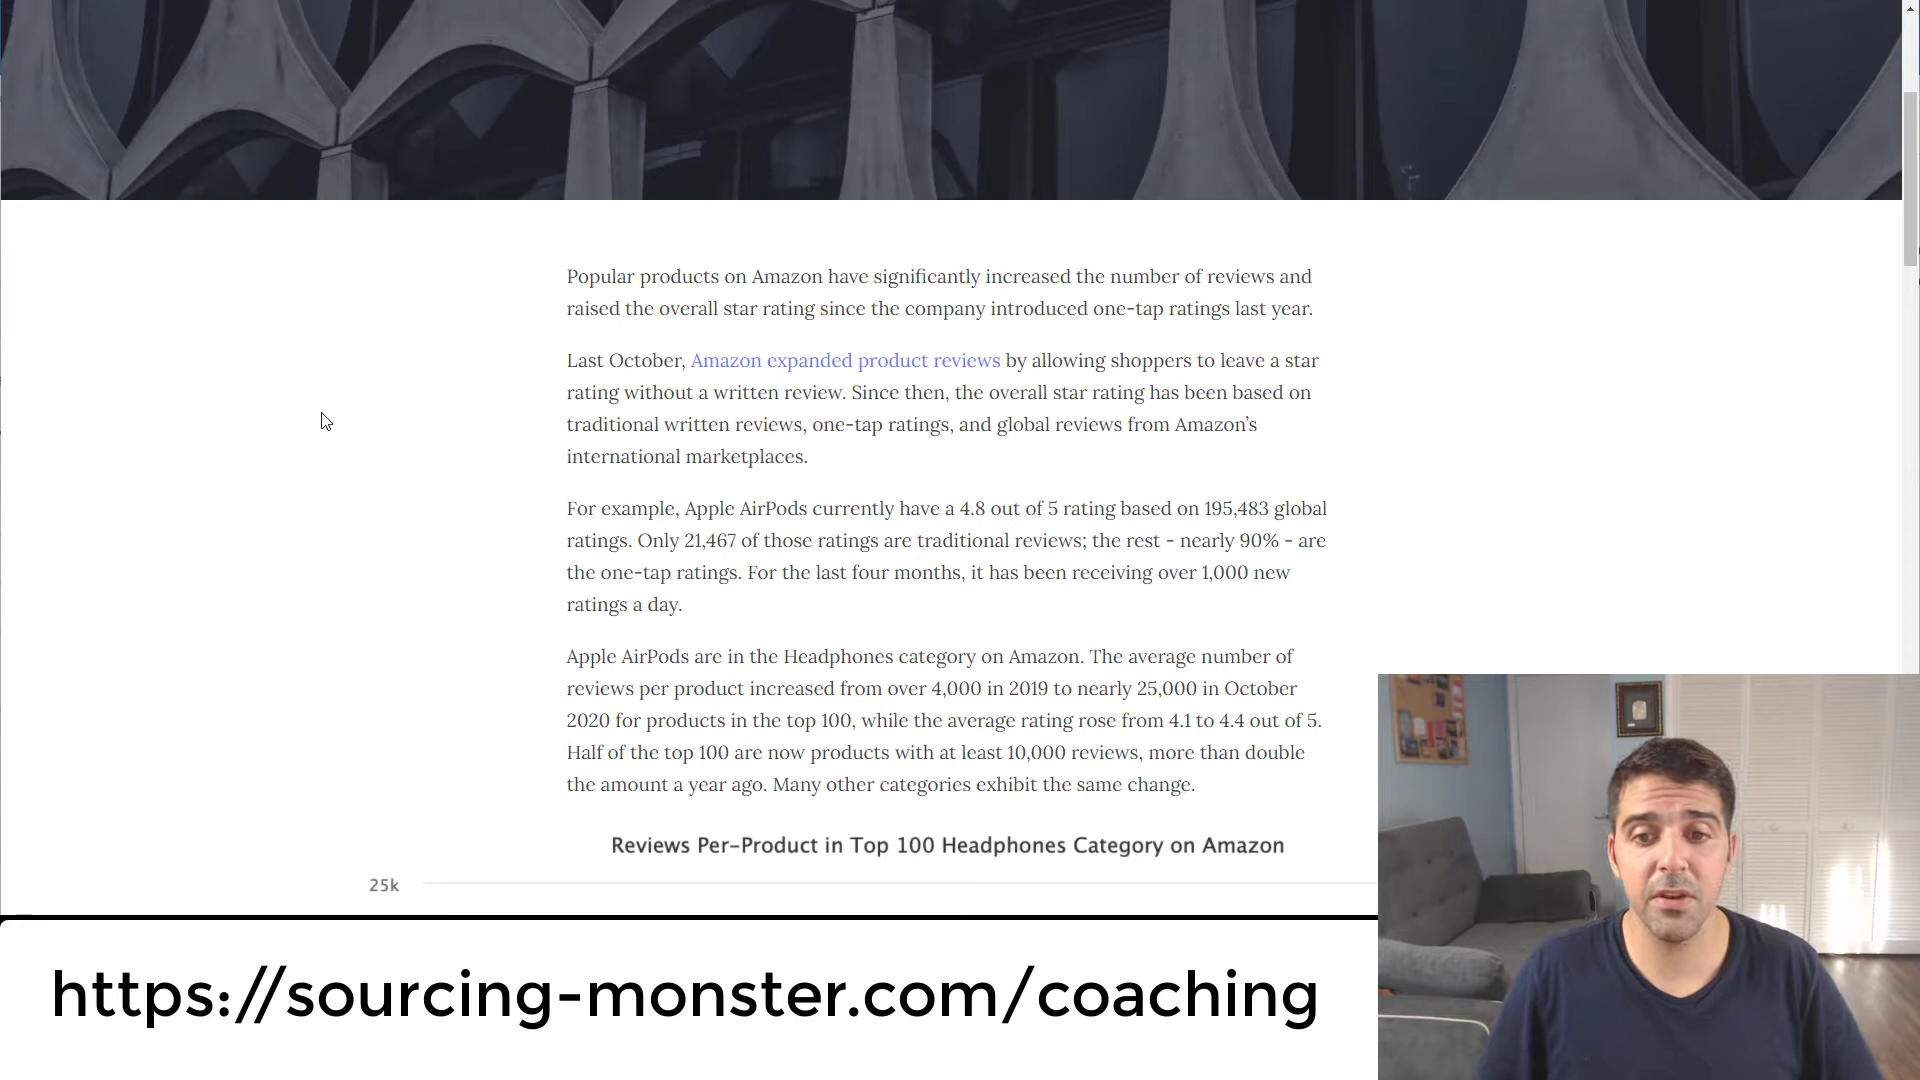 Popular products on Amazon have significantly increased the number of reviews and
raised the overall star rating since the company introduced one-tap ratings last year.
Last October, Amazon expanded product reviews by allowing shoppers to leave a star
rating without a written review. Since then, the overall star rating has been based on
traditional written reviews, one-tap ratings, and global reviews from Amazon’s
international marketplaces.
For example, Apple AirPods currently have a 4.8 out of 5 rating based on 195,483 global
ratings. Only 21,467 of those ratings are traditional reviews; the rest - nearly 90% - are
the one-tap ratings. For the last four months, it has been receiving over 1,000 new
ratings a day.
Apple AirPods are in the Headphones category on Amazon. The average number of
reviews per product increased from over 4,000 in 2019 to nearly 25,000 in October
2020 for products in the top 100, while the average rating rose from 4.1 to 4.4 out of 5.
Half of the top 100 are now products with at least 10,000 reviews, more than double
the amount a year ago. Many other categories exhibit the same change.
Reviews Per-Product in Top 100 Headphones Category on Amazon
25k
https://sourcing-monster.com/coaching